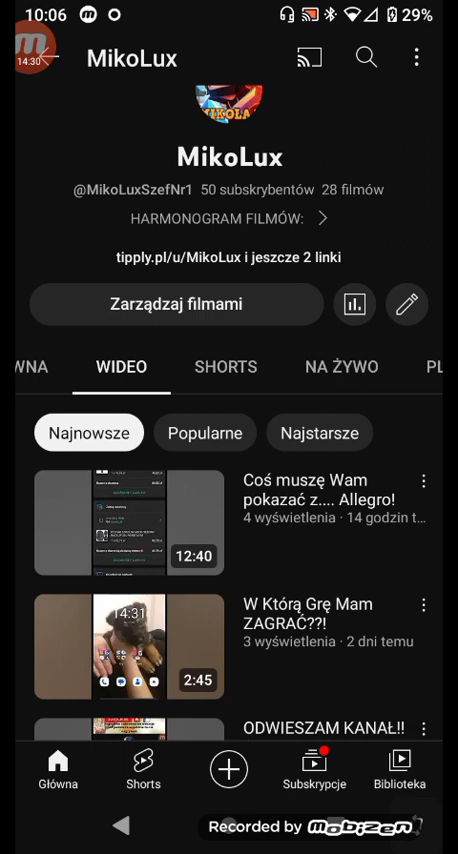 10:06
29%
14:30
MikoLux
MIKOLA
MikoLux
@MikoLuxSzefNr1 50 subskrybentów 28 filmów
HARMONOGRAM FILMÓW:
tipply.pl/u/MikoLux i jeszcze 2 linki
Zarządzaj filmami
WNA WIDEO SHORTS NA ŻYWO PL
Najnowsze Popularne Najstarsze
Coś muszę Wam
pokazać z.... Allegro!
4 wyświetlenia · 14 godzin t...
12:40
W Którą Grę Mam
ZAGRAĆ??!
3 wyświetlenia · 2 dni temu
14:31
2:45
ODWIESZAM KANAŁ!!
Główna Shorts Subskrypcje Biblioteka
Recorded by mobizen